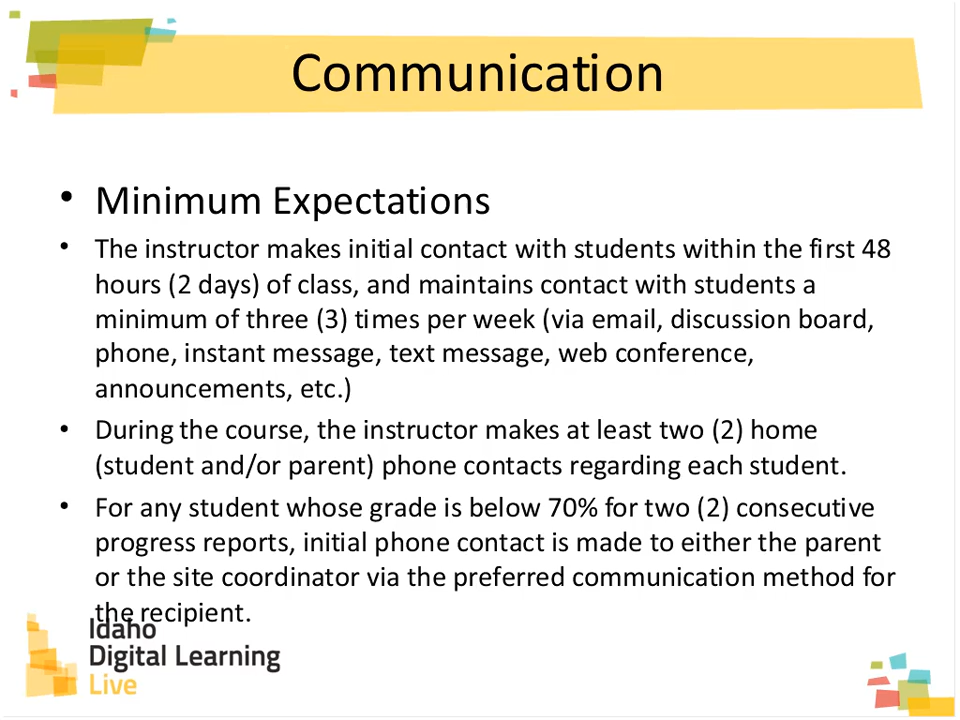 Communication
• Minimum Expectations
• The instructor makes initial contact with students within the first 48
hours (2 days) of class, and maintains contact with students a
minimum of three (3) times per week (via email, discussion board,
phone, instant message, text message, web conference,
announcements, etc.)
• During the course, the instructor makes at least two (2) home
(student and/or parent) phone contacts regarding each student.
• For any student whose grade is below 70% for two (2) consecutive
progress reports, initial phone contact is made to either the parent
or the site coordinator via the preferred communication method for
the recipient.
Idaho
Digital Learning
Live